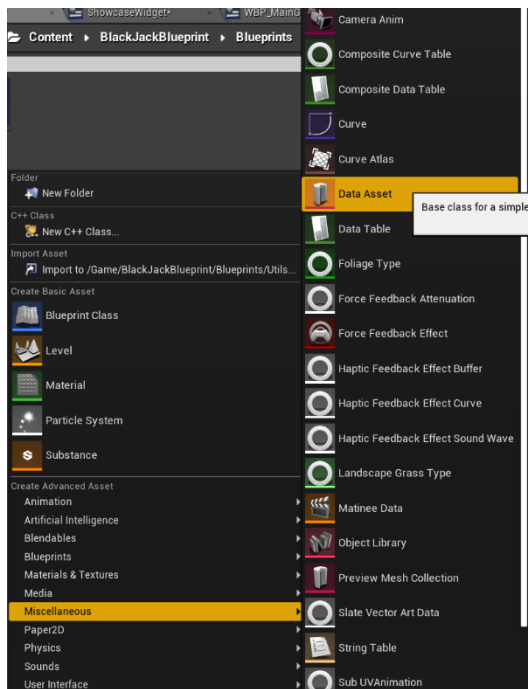 ShowcaseWidget•
WBP_MainG
Content ▸ BlackJackBlueprint ▸ Blueprints
Folder
New Folder
C++ Class
New C++ Class...
Import Asset
Import to /Game/BlackJackBlueprint/Blueprints/Utils...
Create Basic Asset
Blueprint Class
Level
Material
Particle System
Substance
Create Advanced Asset
Animation
Artificial Intelligence
Blendables
Blueprints
Materials & Textures
Media
Miscellaneous
Paper2D
Physics
Sounds
User Interface
Camera Anim
Composite Curve Table
Composite Data Table
Curve
Curve Atlas
Data Asset
Base class for a simple
Data Table
Foliage Type
Force Feedback Attenuation
Force Feedback Effect
Haptic Feedback Effect Buffer
Haptic Feedback Effect Curve
Haptic Feedback Effect Sound Wave
Landscape Grass Type
Matinee Data
Object Library
Preview Mesh Collection
Slate Vector Art Data
String Table
Sub UVAnimation